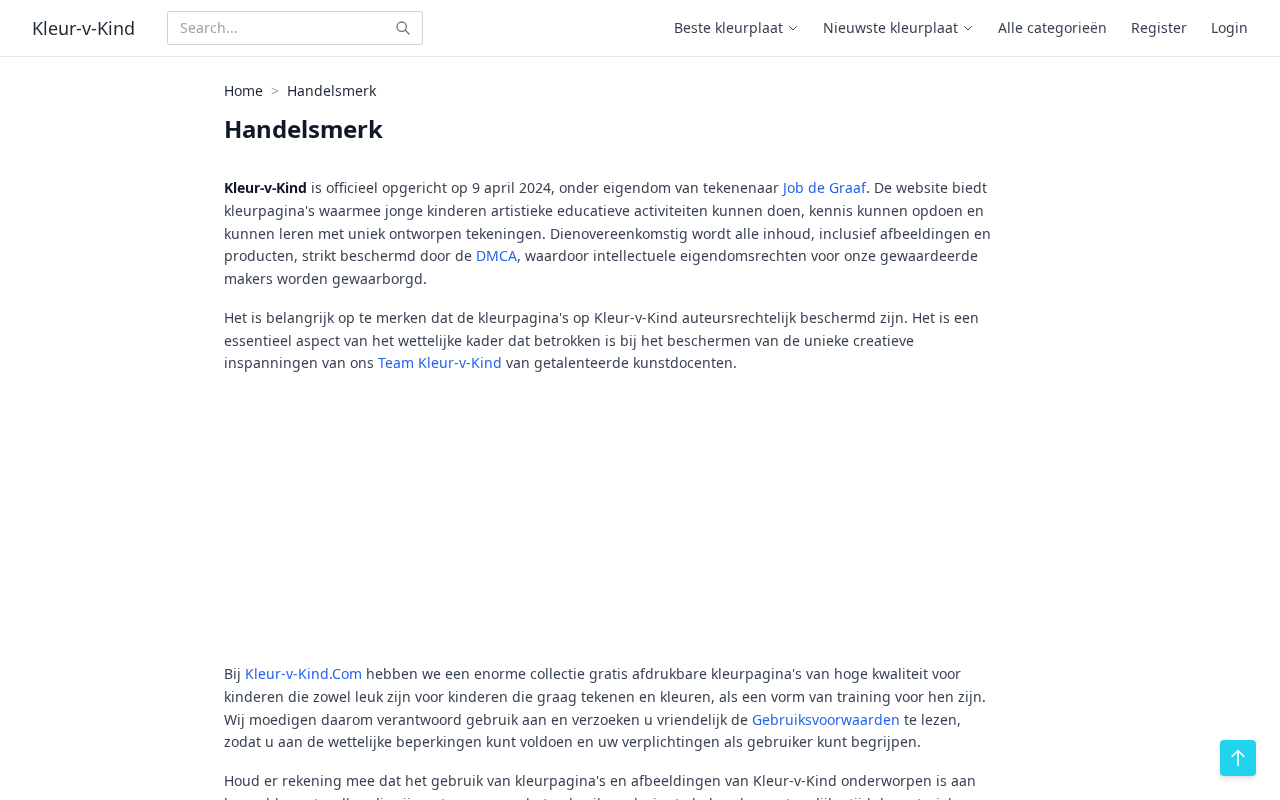 Kleur-v-Kind
Search...
Beste kleurplaat
Nieuwste kleurplaat
Alle categorieën
Register
Login
Home > Handelsmerk
Handelsmerk
Kleur-v-Kind is officieel opgericht op 9 april 2024, onder eigendom van tekenenaar Job de Graaf. De website biedt
kleurpagina's waarmee jonge kinderen artistieke educatieve activiteiten kunnen doen, kennis kunnen opdoen en
kunnen leren met uniek ontworpen tekeningen. Dienovereenkomstig wordt alle inhoud, inclusief afbeeldingen en
producten, strikt beschermd door de DMCA, waardoor intellectuele eigendomsrechten voor onze gewaardeerde
makers worden gewaarborgd.
Het is belangrijk op te merken dat de kleurpagina's op Kleur-v-Kind auteursrechtelijk beschermd zijn. Het is een
essentieel aspect van het wettelijke kader dat betrokken is bij het beschermen van de unieke creatieve
inspanningen van ons Team Kleur-v-Kind van getalenteerde kunstdocenten.
Bij Kleur-v-Kind.Com hebben we een enorme collectie gratis afdrukbare kleurpagina's van hoge kwaliteit voor
kinderen die zowel leuk zijn voor kinderen die graag tekenen en kleuren, als een vorm van training voor hen zijn.
Wij moedigen daarom verantwoord gebruik aan en verzoeken u vriendelijk de Gebruiksvoorwaarden te lezen,
zodat u aan de wettelijke beperkingen kunt voldoen en uw verplichtingen als gebruiker kunt begrijpen.
Houd er rekening mee dat het gebruik van kleurpagina's en afbeeldingen van Kleur-v-Kind onderworpen is aan